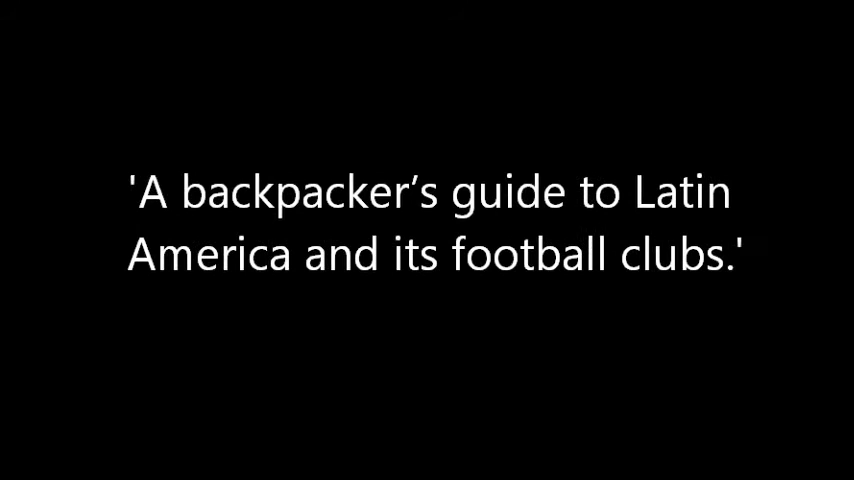 'A backpacker’s guide to Latin
America and its football clubs.'